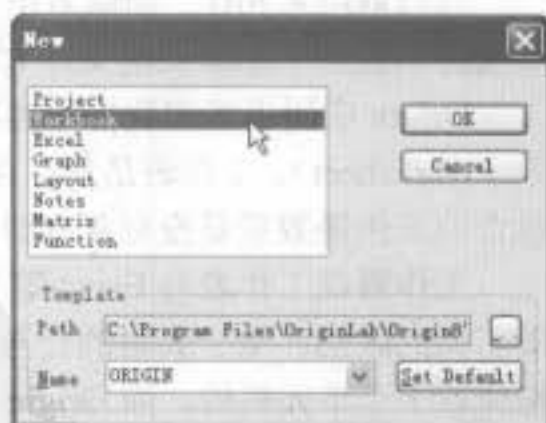 New
Project
Workbook
Excel
Graph
Layout
Notes
Matrix
Function
OK
Cancel
Template
Path C:\Program Files\OriginLab\Origin8\
Name ORIGIN Set Default